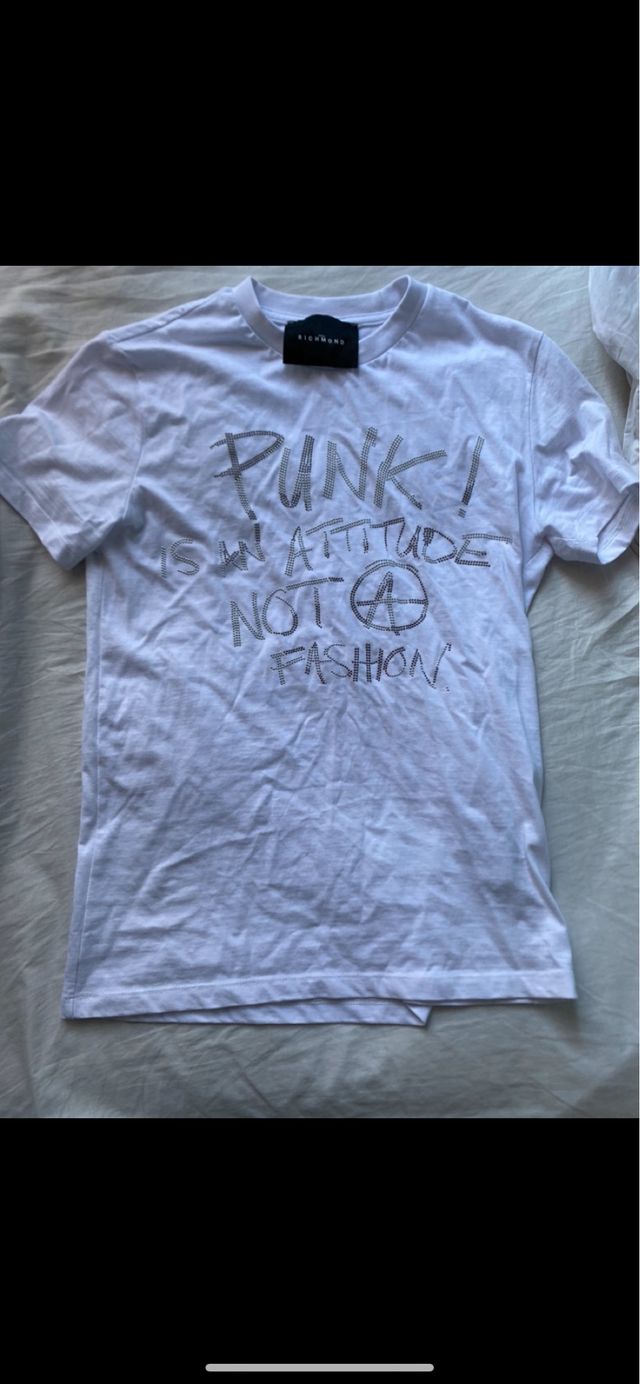 RICHMOND
PUNK!
IS AN ATTITUDE
NOT A
FASHION.